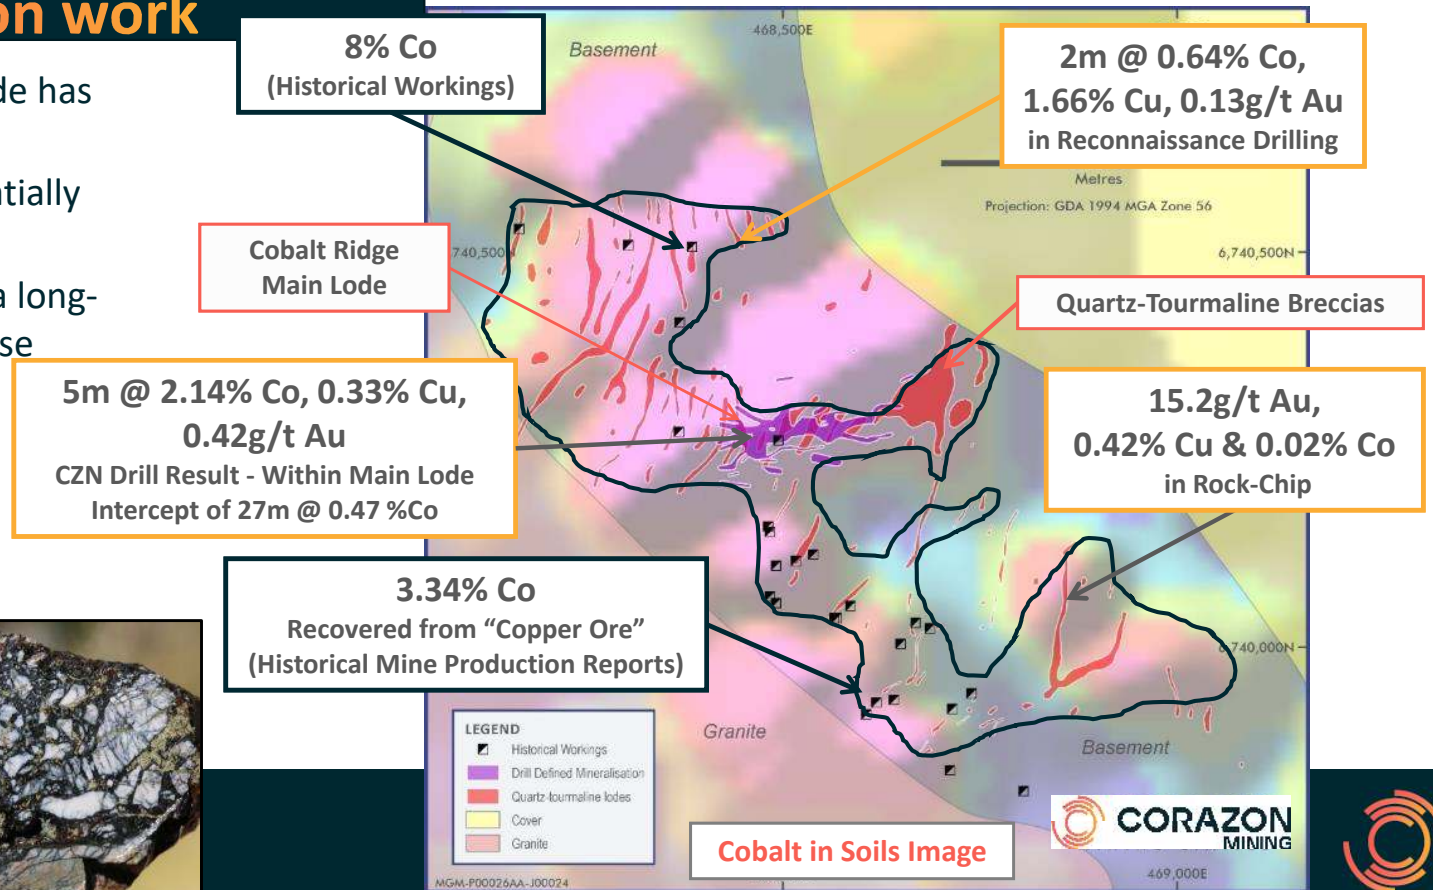 on work
de has
tially
a long-
se
8% Co
(Historical Workings)
Basement
468,500E
2m @ 0.64% Co,
1.66% Cu, 0.13g/t Au
in Reconnaissance Drilling
Metres
Projection: GDA 1994 MGA Zone 56
Cobalt Ridge
Main Lode
740,500
6,740,500N
Quartz-Tourmaline Breccias
5m @ 2.14% Co, 0.33% Cu,
0.42g/t Au
CZN Drill Result - Within Main Lode
Intercept of 27m @ 0.47 %Co
15.2g/t Au,
0.42% Cu & 0.02% Co
in Rock-Chip
3.34% Co
Recovered from “Copper Ore”
(Historical Mine Production Reports)
6,740,000N
Granite
Basement
LEGEND
Historical Workings
Drill Defined Mineralisation
Quartz-tourmaline lodes
Cover
Granite
Cobalt in Soils Image
CORAZON
MINING
469,000E
MGM-P00026AA-J00024